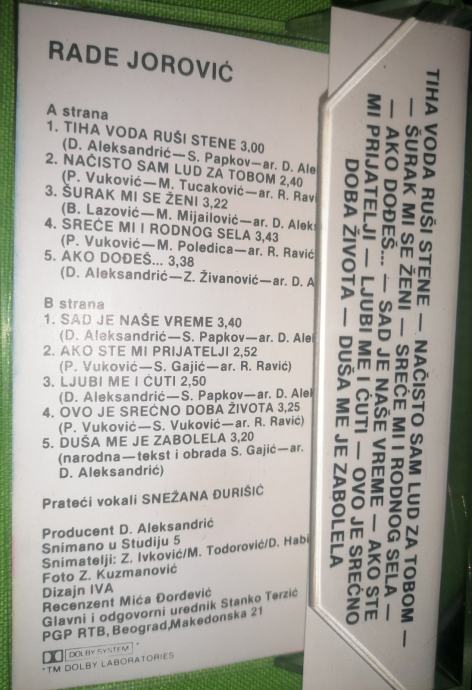 RADE JOROVIĆ
A strana
1. TIHA VODA RUŠI STENE 3,00
(D. Aleksandrić—S. Papkov—ar. D. Ale
2. NAČISTO SAM LUD ZA TOBOM 2,40
(P. Vuković—M. Tucaković—ar. R. Ravi
3. ŠURAK MI SE ŽENI 3,22
(B. Lazović—M. Mijailović—ar. D. Alek
4. SREĆE MI I RODNOG SELA 3,43
(P. Vuković—M. Poledica—ar. R. Ravić
5. AKO DOĐEŠ... 3,38
(D. Aleksandrić—Z. Živanović—ar. D. A
B strana
1. SAD JE NAŠE VREME 3,40
(D. Aleksandrić—S. Papkov—ar. D. Ale
2. AKO STE MI PRIJATELJI 2,52
(P. Vuković—S. Gajić—ar. R. Ravić)
3. LJUBI ME I ĆUTI 2,50
(D. Aleksandrić—S. Papkov—ar. D. Ale
4. OVO JE SREĆNO DOBA ŽIVOTA 3,25
(P. Vuković—S. Vuković—ar. R. Ravić)
5. DUŠA ME JE ZABOLELA 3,20
(narodna—tekst i obrada S. Gajić—ar.
D. Aleksandrić)
Prateći vokali SNEŽANA ĐURIŠIĆ
Producent D. Aleksandrić
Snimano u Studiju 5
Snimatelji: Z. Ivković/M. Todorović/D. Habi
Foto Z. Kuzmanović
Dizajn IVA
Recenzent Mića Đorđević
Glavni i odgovorni urednik Stanko Terzić
PGP RTB, Beograd,Makedonska 21
DOLBY SYSTEM *
*TM DOLBY LABORATORIES
TIHA VODA RUŠI STENE — NAČISTO SAM LUD ZA TOBOM —
— ŠURAK MI SE ŽENI — SREĆE MI I RODNOG SELA —
— AKO DOĐEŠ... — SAD JE NAŠE VREME — AKO STE
MI PRIJATELJI — LJUBI ME I ĆUTI — OVO JE SREĆNO
DOBA ŽIVOTA — DUŠA ME JE ZABOLELA